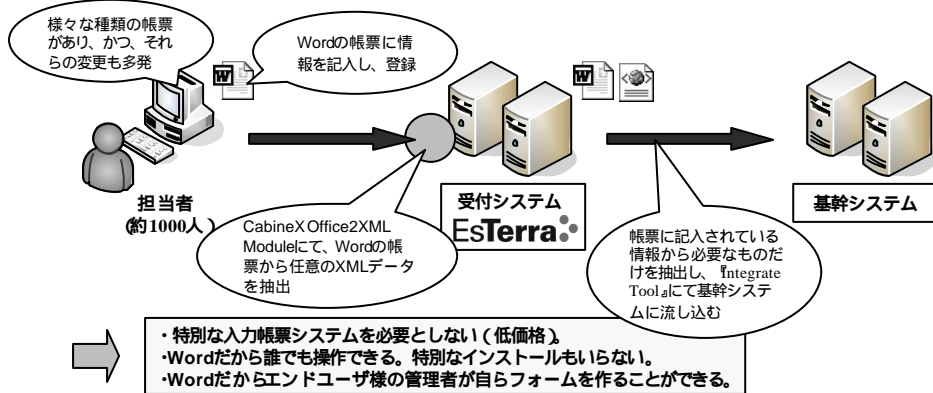 様々な種類の帳票
があり、かつ、それ
らの変更も多発
Wordの帳票に情
報を記入し、登録
担当者
(約1000人)
CabineX Office2XML
Moduleにて、Wordの帳
票から任意のXMLデータ
を抽出
受付システム
EsTerra
帳票に記入されている
情報から必要なものだ
けを抽出し、『Integrate
Tool』にて基幹システ
ムに流し込む
基幹システム
・特別な入力帳票システムを必要としない(低価格)。
・Wordだから誰でも操作できる。特別なインストールもいらない。
・Wordだからエンドユーザ様の管理者が自らフォームを作ることができる。